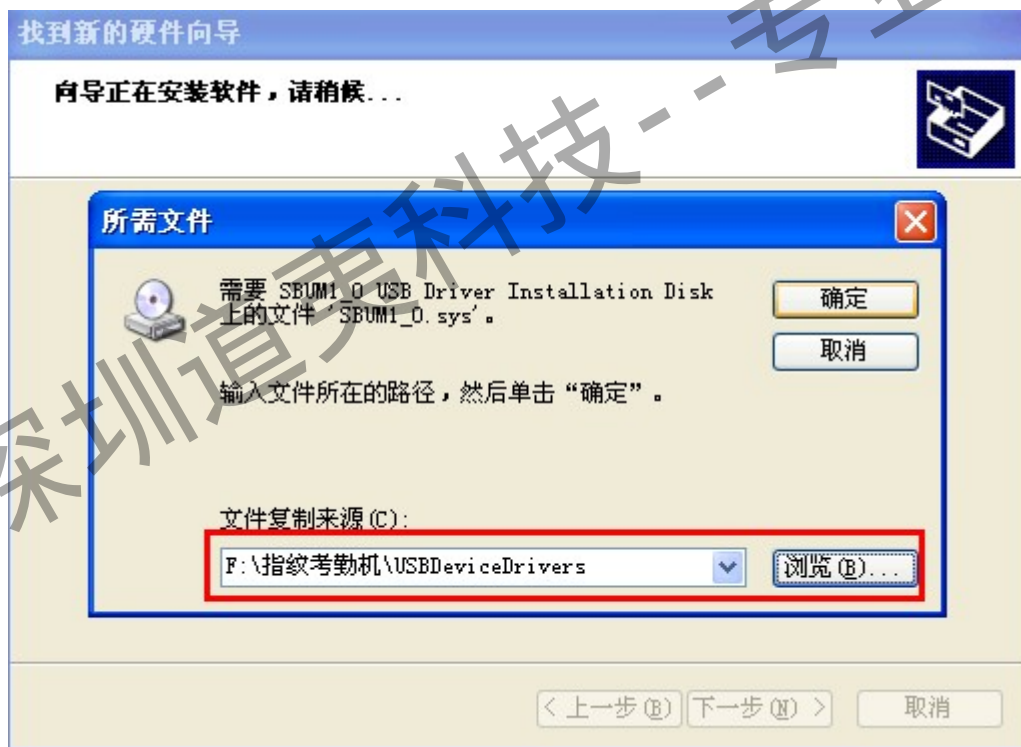 找到新的硬件向导
向导正在安装软件，请稍候...
所需文件
需要 SBUM1_0 USB Driver Installation Disk
上的文件 'SBUM1_0.sys'。
确定
取消
输入文件所在的路径，然后单击“确定”。
文件复制来源(C):
F:\指纹考勤机\USBDeviceDrivers
浏览(B)...
< 上一步(B) 下一步(N) > 取消
深圳道夷科技--专业